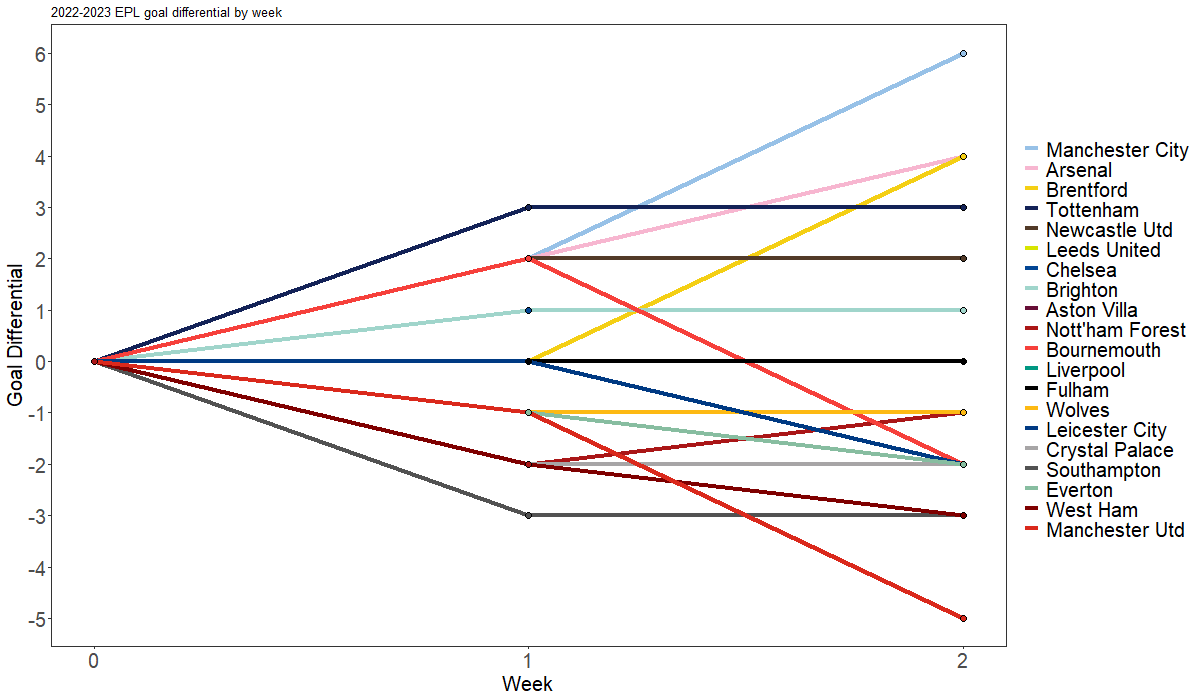 2022-2023 EPL goal differential by week
Goal Differential
6
5
4
3
2
1
0
-1
-2
-3
-4
-5
0 1 2
Week
Manchester City
Arsenal
Brentford
Tottenham
Newcastle Utd
Leeds United
Chelsea
Brighton
Aston Villa
Nott'ham Forest
Bournemouth
Liverpool
Fulham
Wolves
Leicester City
Crystal Palace
Southampton
Everton
West Ham
Manchester Utd